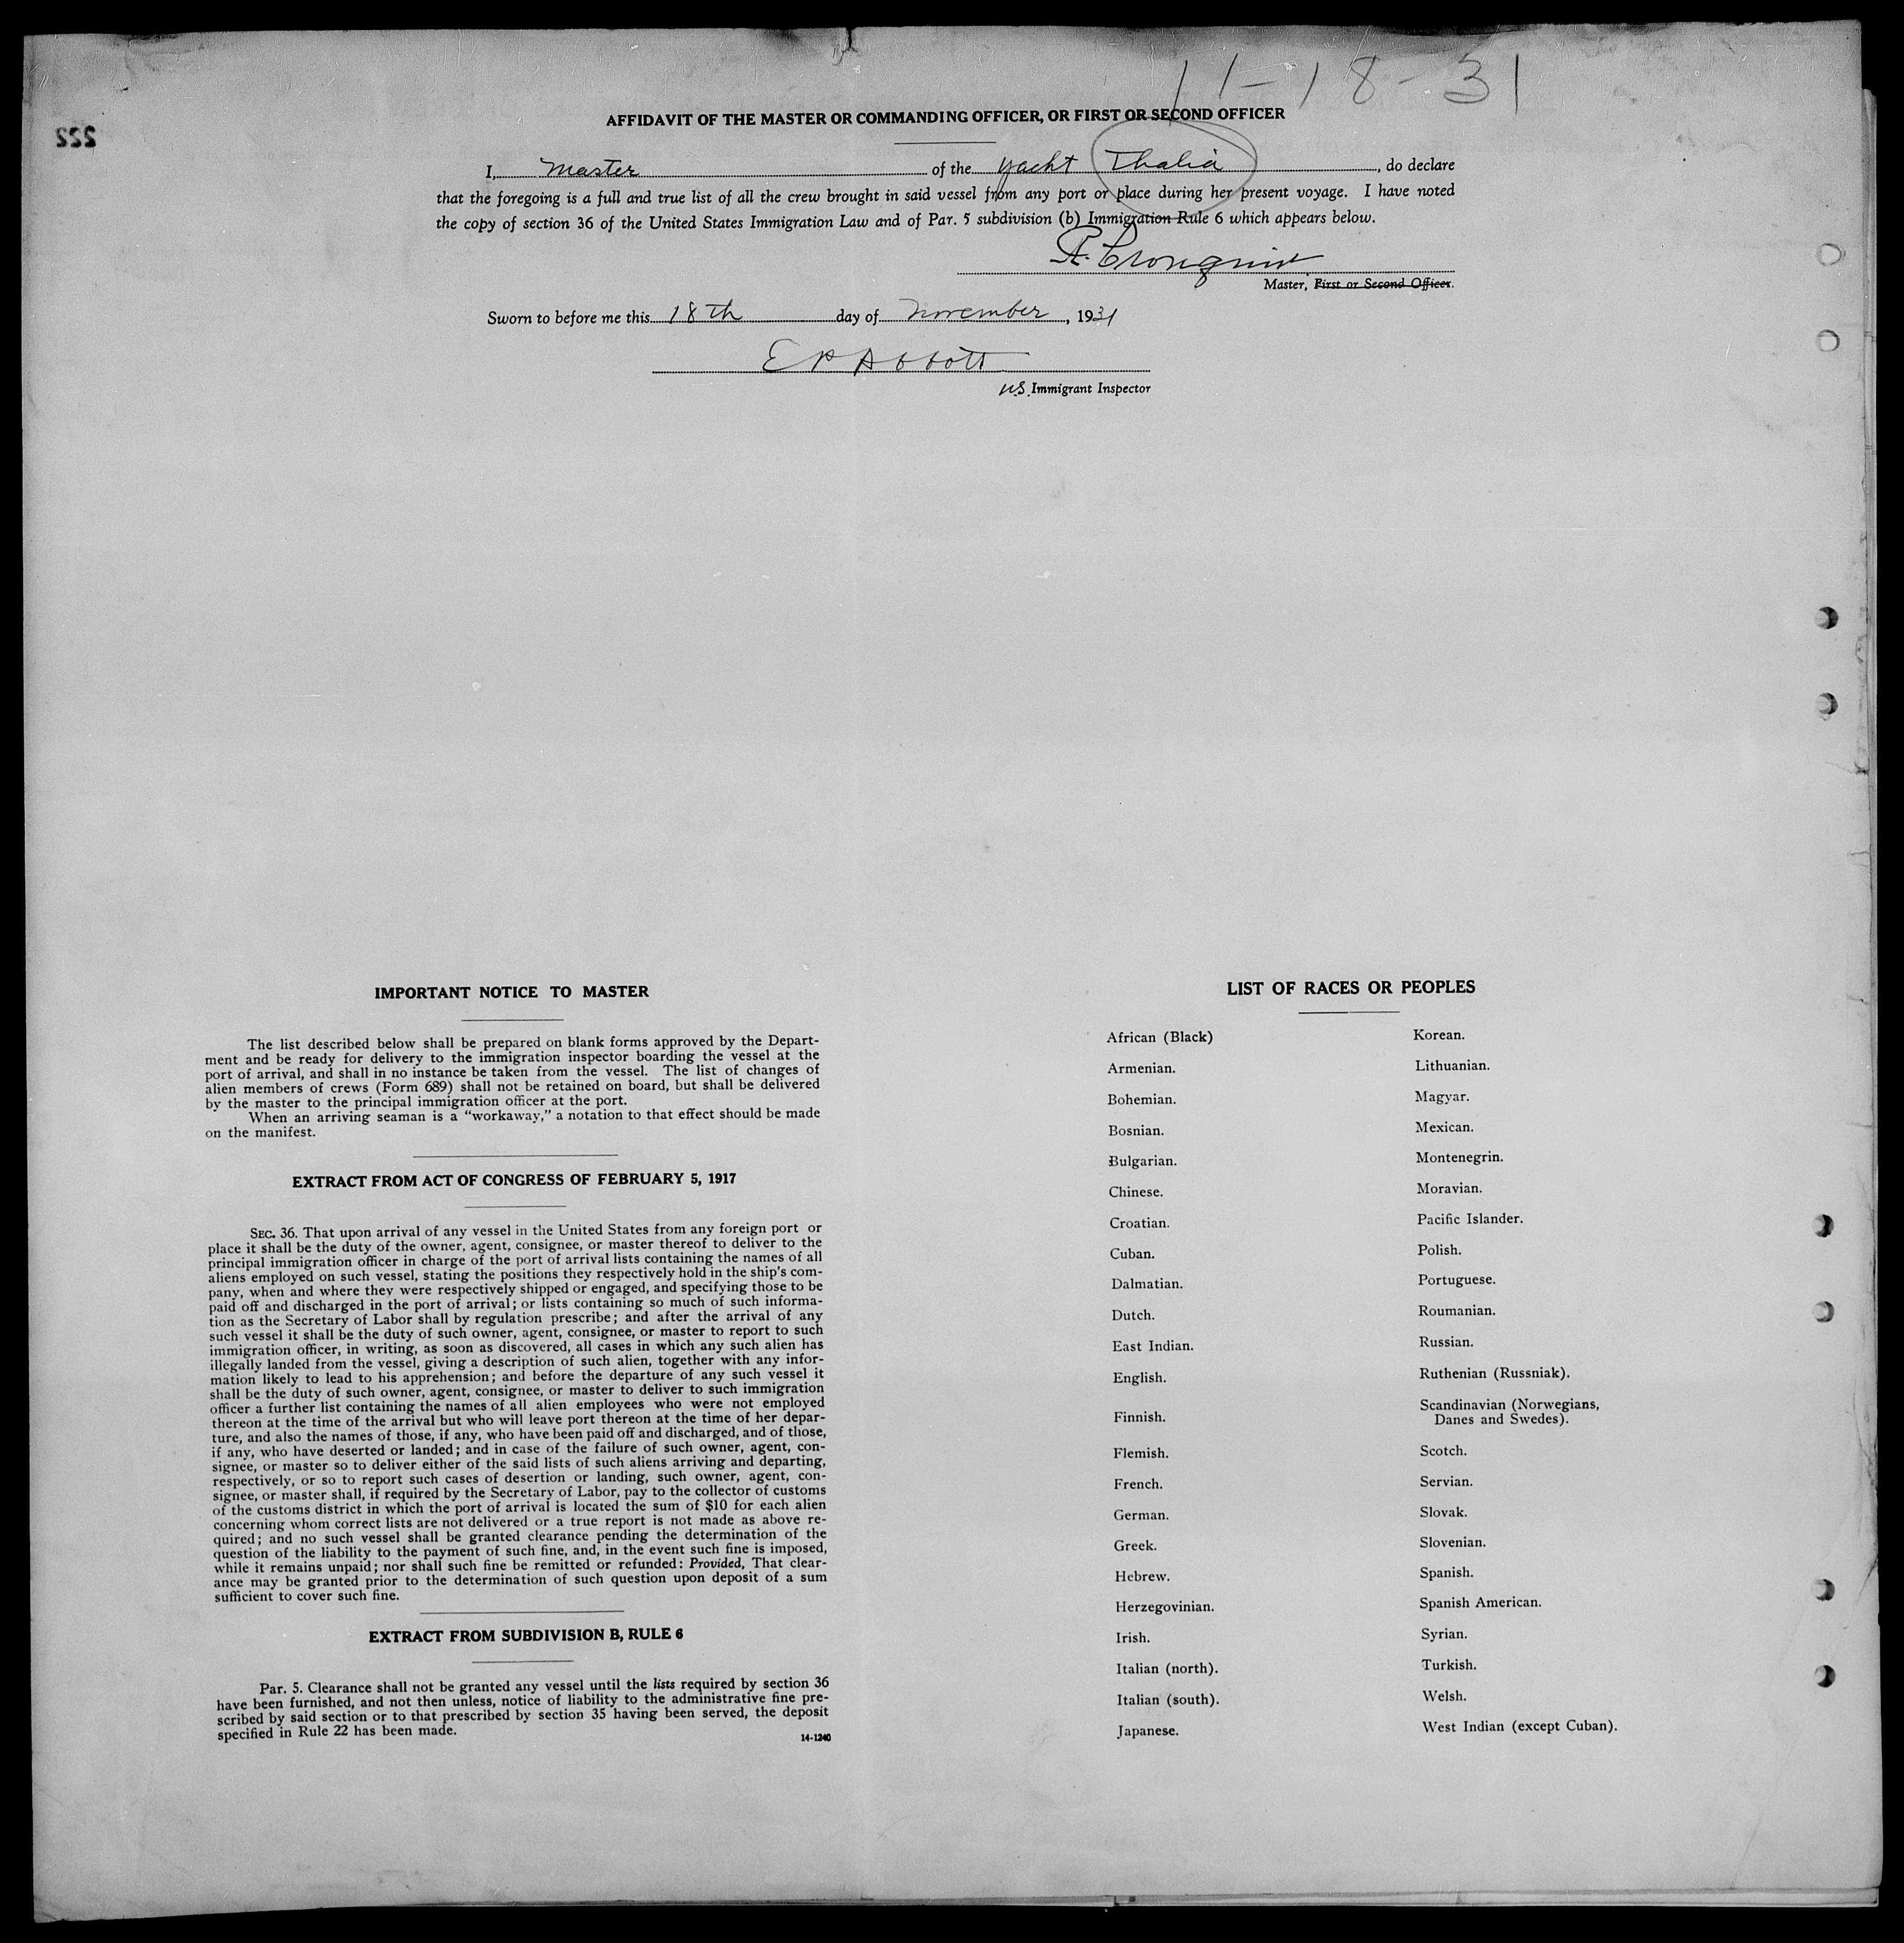 11-18-31
222
AFFIDAVIT OF THE MASTER OR COMMANDING OFFICER, OR FIRST OR SECOND OFFICER
I, Master of the yacht Thalia, do declare
that the foregoing is a full and true list of all the crew brought in said vessel from any port or place during her present voyage. I have noted
the copy of section 36 of the United States Immigration Law and of Par. 5 subdivision (b) Immigration Rule 6 which appears below.
A. Cronquist
Master, First or Second Officer.
Sworn to before me this 18th day of November, 1931
E P Abbott
U.S. Immigrant Inspector
IMPORTANT NOTICE TO MASTER
The list described below shall be prepared on blank forms approved by the Depart-
ment and be ready for delivery to the immigration inspector boarding the vessel at the
port of arrival, and shall in no instance be taken from the vessel. The list of changes of
alien members of crews (Form 689) shall not be retained on board, but shall be delivered
by the master to the principal immigration officer at the port.
When an arriving seaman is a “workaway,” a notation to that effect should be made
on the manifest.
EXTRACT FROM ACT OF CONGRESS OF FEBRUARY 5, 1917
SEC. 36. That upon arrival of any vessel in the United States from any foreign port or
place it shall be the duty of the owner, agent, consignee, or master thereof to deliver to the
principal immigration officer in charge of the port of arrival lists containing the names of all
aliens employed on such vessel, stating the positions they respectively hold in the ship's com-
pany, when and where they were respectively shipped or engaged, and specifying those to be
paid off and discharged in the port of arrival; or lists containing so much of such informa-
tion as the Secretary of Labor shall by regulation prescribe; and after the arrival of any
such vessel it shall be the duty of such owner, agent, consignee, or master to report to such
immigration officer, in writing, as soon as discovered, all cases in which any such alien has
illegally landed from the vessel, giving a description of such alien, together with any infor-
mation likely to lead to his apprehension; and before the departure of any such vessel it
shall be the duty of such owner, agent, consignee, or master to deliver to such immigration
officer a further list containing the names of all alien employees who were not employed
thereon at the time of the arrival but who will leave port thereon at the time of her depar-
ture, and also the names of those, if any, who have been paid off and discharged, and of those,
if any, who have deserted or landed; and in case of the failure of such owner, agent, con-
signee, or master so to deliver either of the said lists of such aliens arriving and departing,
respectively, or so to report such cases of desertion or landing, such owner, agent, con-
signee, or master shall, if required by the Secretary of Labor, pay to the collector of customs
of the customs district in which the port of arrival is located the sum of $10 for each alien
concerning whom correct lists are not delivered or a true report is not made as above re-
quired; and no such vessel shall be granted clearance pending the determination of the
question of the liability to the payment of such fine, and, in the event such fine is imposed,
while it remains unpaid; nor shall such fine be remitted or refunded: Provided, That clear-
ance may be granted prior to the determination of such question upon deposit of a sum
sufficient to cover such fine.
EXTRACT FROM SUBDIVISION B, RULE 6
Par. 5. Clearance shall not be granted any vessel until the lists required by section 36
have been furnished, and not then unless, notice of liability to the administrative fine pre-
scribed by said section or to that prescribed by section 35 having been served, the deposit
specified in Rule 22 has been made.
14-1240
LIST OF RACES OR PEOPLES
African (Black)
Armenian.
Bohemian.
Bosnian.
Bulgarian.
Chinese.
Croatian.
Cuban.
Dalmatian.
Dutch.
East Indian.
English.
Finnish.
Flemish.
French.
German.
Greek.
Hebrew.
Herzegovinian.
Irish.
Italian (north).
Italian (south).
Japanese.
Korean.
Lithuanian.
Magyar.
Mexican.
Montenegrin.
Moravian.
Pacific Islander.
Polish.
Portuguese.
Roumanian.
Russian.
Ruthenian (Russniak).
Scandinavian (Norwegians,
Danes and Swedes).
Scotch.
Servian.
Slovak.
Slovenian.
Spanish.
Spanish American.
Syrian.
Turkish.
Welsh.
West Indian (except Cuban).